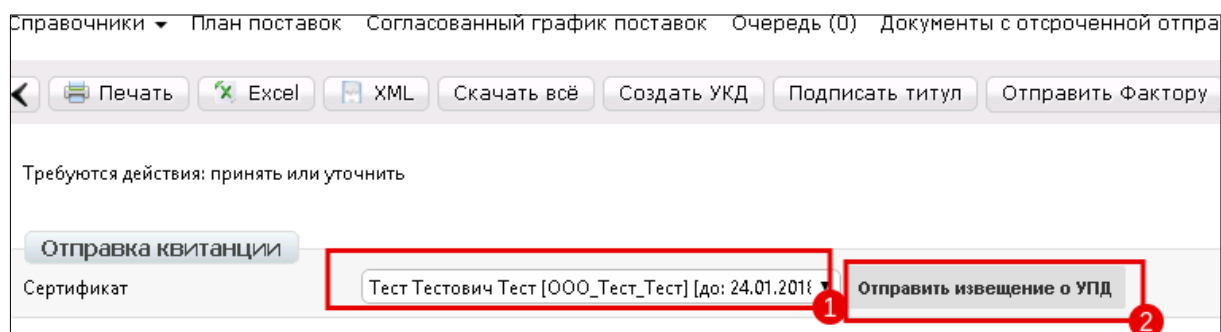 Справочники План поставок Согласованный график поставок Очередь (0) Документы с отсроченной отпра
Печать Excel XML Скачать всё Создать УКД Подписать титул Отправить Фактору
Требуются действия: принять или уточнить
Отправка квитанции
Сертификат Тест Тестович Тест [ООО_Тест_Тест] [до: 24.01.2018 1 Отправить извещение о УПД 2